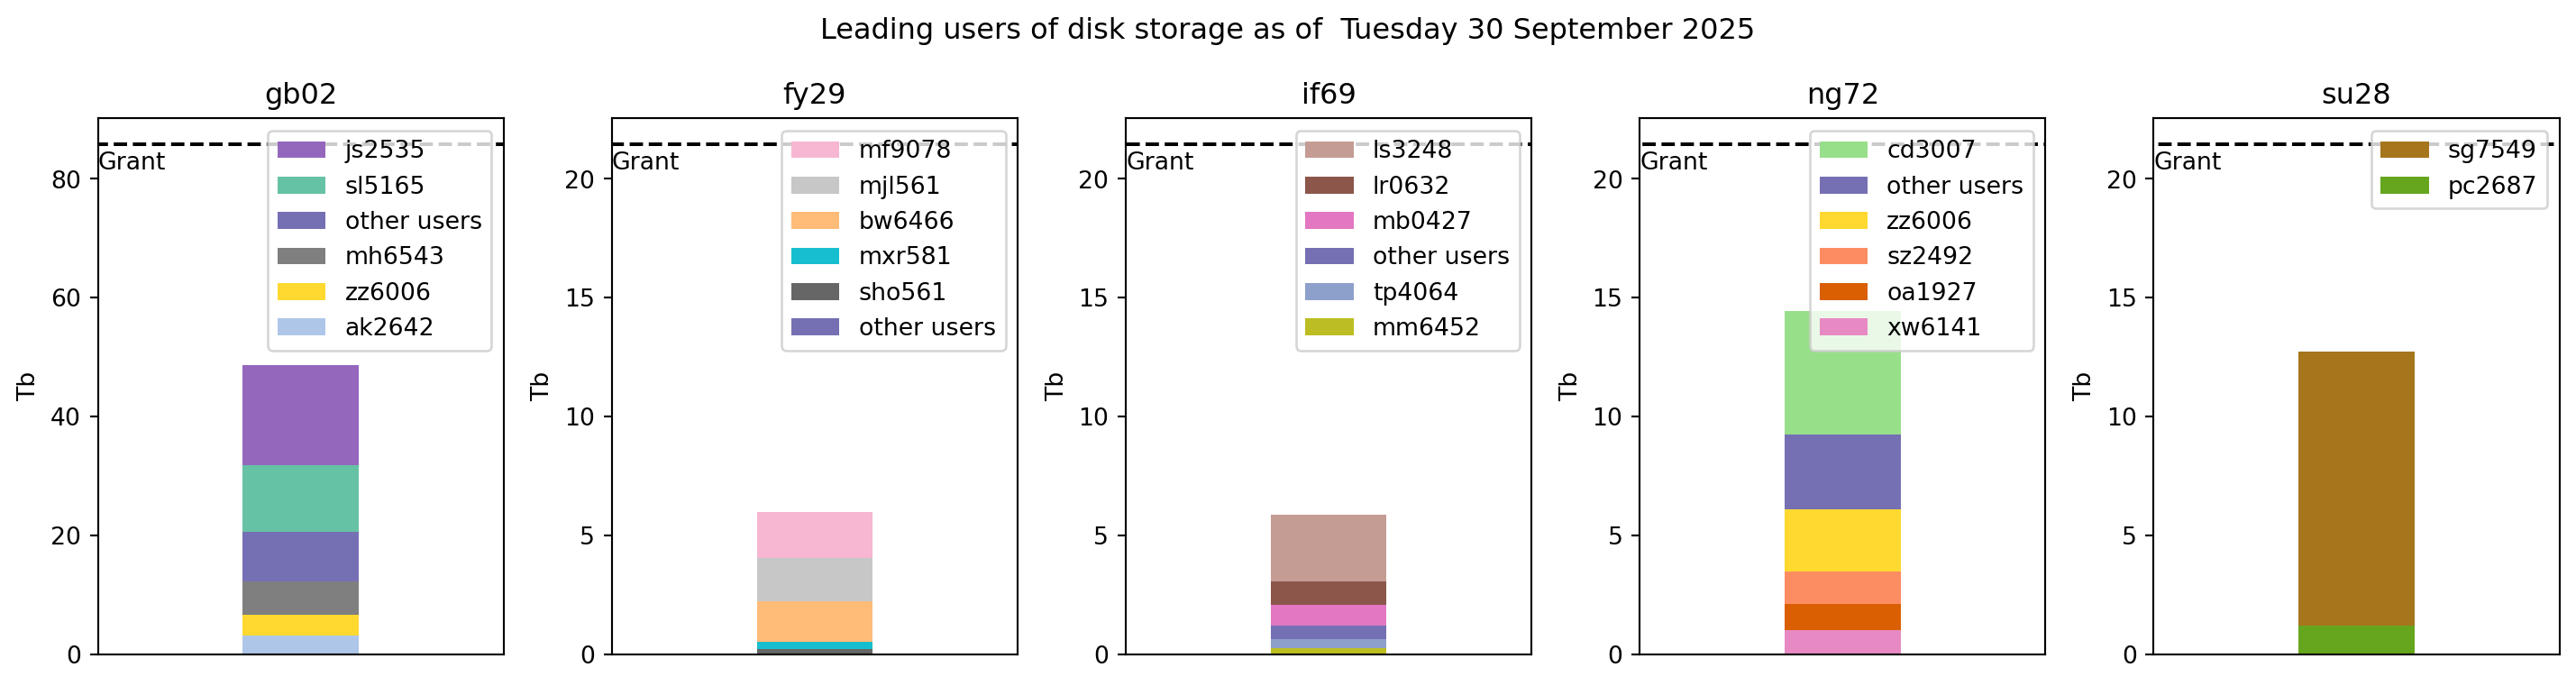 Leading users of disk storage as of  Tuesday 30 September 2025
gb02
Grant
js2535
sl5165
other users
mh6543
zz6006
ak2642
80
60
40
20
0
Tb
fy29
Grant
mf9078
mjl561
bw6466
mxr581
sho561
other users
20
15
10
5
0
Tb
if69
Grant
ls3248
lr0632
mb0427
other users
tp4064
mm6452
20
15
10
5
0
Tb
ng72
Grant
cd3007
other users
zz6006
sz2492
oa1927
xw6141
20
15
10
5
0
Tb
su28
Grant
sg7549
pc2687
20
15
10
5
0
Tb